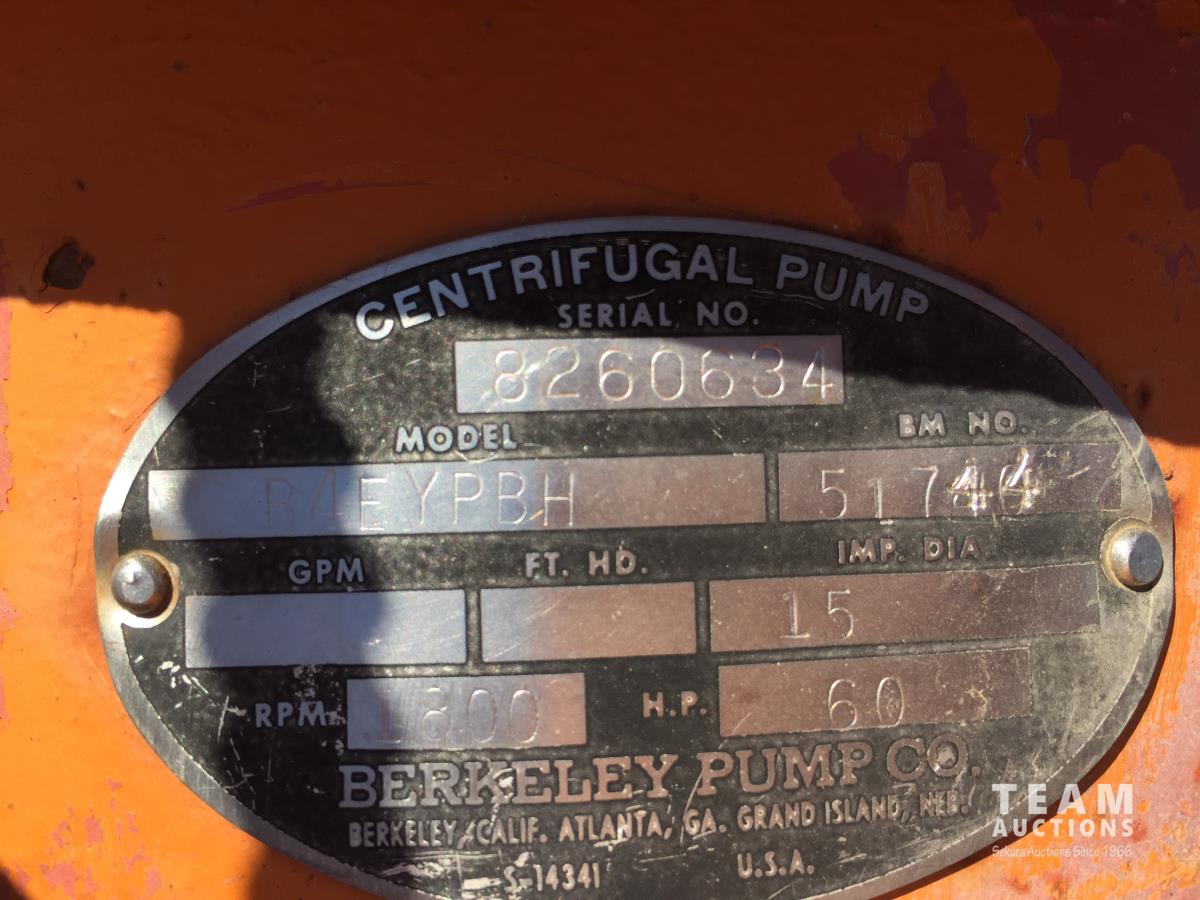 CENTRIFUGAL PUMP
SERIAL NO.
8260634
MODEL BM NO.
B4EYPBH
GPM FT. HD. IMP. DIA.
15
RPM 1800 H.P. 60
BERKELEY PUMP CO.
BERKELEY, CALIF. ATLANTA, GA. GRAND ISLAND, NEB.
S-14341 U.S.A.
TEAM
AUCTIONS
Sekura Auctions Since 1966